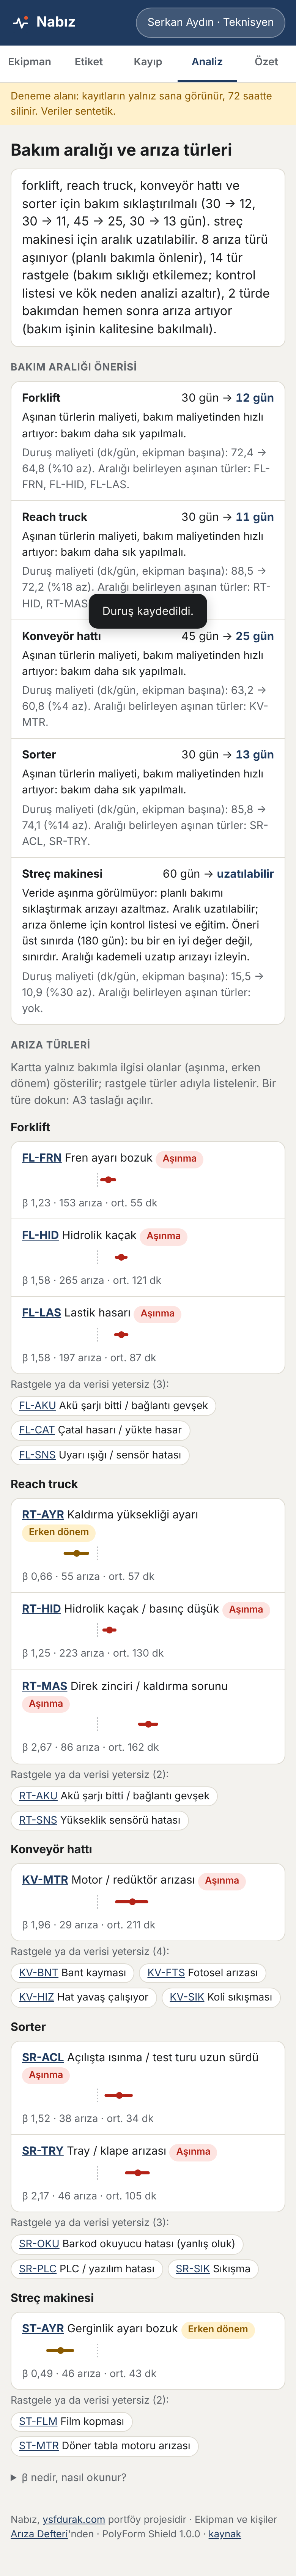 Nabız
Serkan Aydın · Teknisyen
Ekipman Etiket Kayıp Analiz Özet
Deneme alanı: kayıtların yalnız sana görünür, 72 saatte
silinir. Veriler sentetik.
Bakım aralığı ve arıza türleri
forklift, reach truck, konveyör hattı ve
sorter için bakım sıklaştırılmalı (30 → 12,
30 → 11, 45 → 25, 30 → 13 gün). streç
makinesi için aralık uzatılabilir. 8 arıza türü
aşınıyor (planlı bakımla önlenir), 14 tür
rastgele (bakım sıklığı etkilemez; kontrol
listesi ve kök neden analizi azaltır), 2 türde
bakımdan hemen sonra arıza artıyor
(bakım işinin kalitesine bakılmalı).
BAKIM ARALIĞI ÖNERİSİ
Forklift 30 gün → 12 gün
Aşınan türlerin maliyeti, bakım maliyetinden hızlı
artıyor: bakım daha sık yapılmalı.
Duruş maliyeti (dk/gün, ekipman başına): 72,4 →
64,8 (%10 az). Aralığı belirleyen aşınan türler: FL-
FRN, FL-HID, FL-LAS.
Reach truck 30 gün → 11 gün
Aşınan türlerin maliyeti, bakım maliyetinden hızlı
artıyor: bakım daha sık yapılmalı.
Duruş maliyeti (dk/gün, ekipman başına): 88,5 →
72,2 (%18 az). Aralığı belirleyen aşınan türler: RT-
HID, RT-MAS
Duruş kaydedildi.
Konveyör hattı 45 gün → 25 gün
Aşınan türlerin maliyeti, bakım maliyetinden hızlı
artıyor: bakım daha sık yapılmalı.
Duruş maliyeti (dk/gün, ekipman başına): 63,2 →
60,8 (%4 az). Aralığı belirleyen aşınan türler: KV-
MTR.
Sorter 30 gün → 13 gün
Aşınan türlerin maliyeti, bakım maliyetinden hızlı
artıyor: bakım daha sık yapılmalı.
Duruş maliyeti (dk/gün, ekipman başına): 85,8 →
74,1 (%14 az). Aralığı belirleyen aşınan türler: SR-
ACL, SR-TRY.
Streç makinesi 60 gün → uzatılabilir
Veride aşınma görülmüyor: planlı bakımı
sıklaştırmak arızayı azaltmaz. Aralık uzatılabilir;
arıza önleme için kontrol listesi ve eğitim. Öneri
üst sınırda (180 gün): bu bir en iyi değer değil,
sınırdır. Aralığı kademeli uzatıp arızayı izleyin.
Duruş maliyeti (dk/gün, ekipman başına): 15,5 →
10,9 (%30 az). Aralığı belirleyen aşınan türler:
yok.
ARIZA TÜRLERİ
Kartta yalnız bakımla ilgisi olanlar (aşınma, erken
dönem) gösterilir; rastgele türler adıyla listelenir. Bir
türe dokun: A3 taslağı açılır.
Forklift
FL-FRN Fren ayarı bozuk Aşınma
β 1,23 · 153 arıza · ort. 55 dk
FL-HID Hidrolik kaçak Aşınma
β 1,58 · 265 arıza · ort. 121 dk
FL-LAS Lastik hasarı Aşınma
β 1,58 · 197 arıza · ort. 87 dk
Rastgele ya da verisi yetersiz (3):
FL-AKU Akü şarjı bitti / bağlantı gevşek
FL-CAT Çatal hasarı / yükte hasar
FL-SNS Uyarı ışığı / sensör hatası
Reach truck
RT-AYR Kaldırma yüksekliği ayarı
Erken dönem
β 0,66 · 55 arıza · ort. 57 dk
RT-HID Hidrolik kaçak / basınç düşük Aşınma
β 1,25 · 223 arıza · ort. 130 dk
RT-MAS Direk zinciri / kaldırma sorunu
Aşınma
β 2,67 · 86 arıza · ort. 162 dk
Rastgele ya da verisi yetersiz (2):
RT-AKU Akü şarjı bitti / bağlantı gevşek
RT-SNS Yükseklik sensörü hatası
Konveyör hattı
KV-MTR Motor / redüktör arızası Aşınma
β 1,96 · 29 arıza · ort. 211 dk
Rastgele ya da verisi yetersiz (4):
KV-BNT Bant kayması KV-FTS Fotosel arızası
KV-HIZ Hat yavaş çalışıyor KV-SIK Koli sıkışması
Sorter
SR-ACL Açılışta ısınma / test turu uzun sürdü
Aşınma
β 1,52 · 38 arıza · ort. 34 dk
SR-TRY Tray / klape arızası Aşınma
β 2,17 · 46 arıza · ort. 105 dk
Rastgele ya da verisi yetersiz (3):
SR-OKU Barkod okuyucu hatası (yanlış oluk)
SR-PLC PLC / yazılım hatası SR-SIK Sıkışma
Streç makinesi
ST-AYR Gerginlik ayarı bozuk Erken dönem
β 0,49 · 46 arıza · ort. 43 dk
Rastgele ya da verisi yetersiz (2):
ST-FLM Film kopması
ST-MTR Döner tabla motoru arızası
▶ β nedir, nasıl okunur?
Nabız, ysfdurak.com portföy projesidir · Ekipman ve kişiler
Arıza Defteri'nden · PolyForm Shield 1.0.0 · kaynak